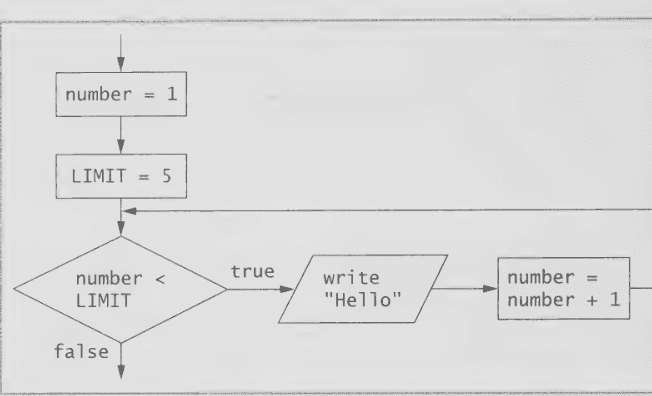 number = 1
LIMIT = 5
number <
LIMIT
true
write
"Hello"
number =
number + 1
false